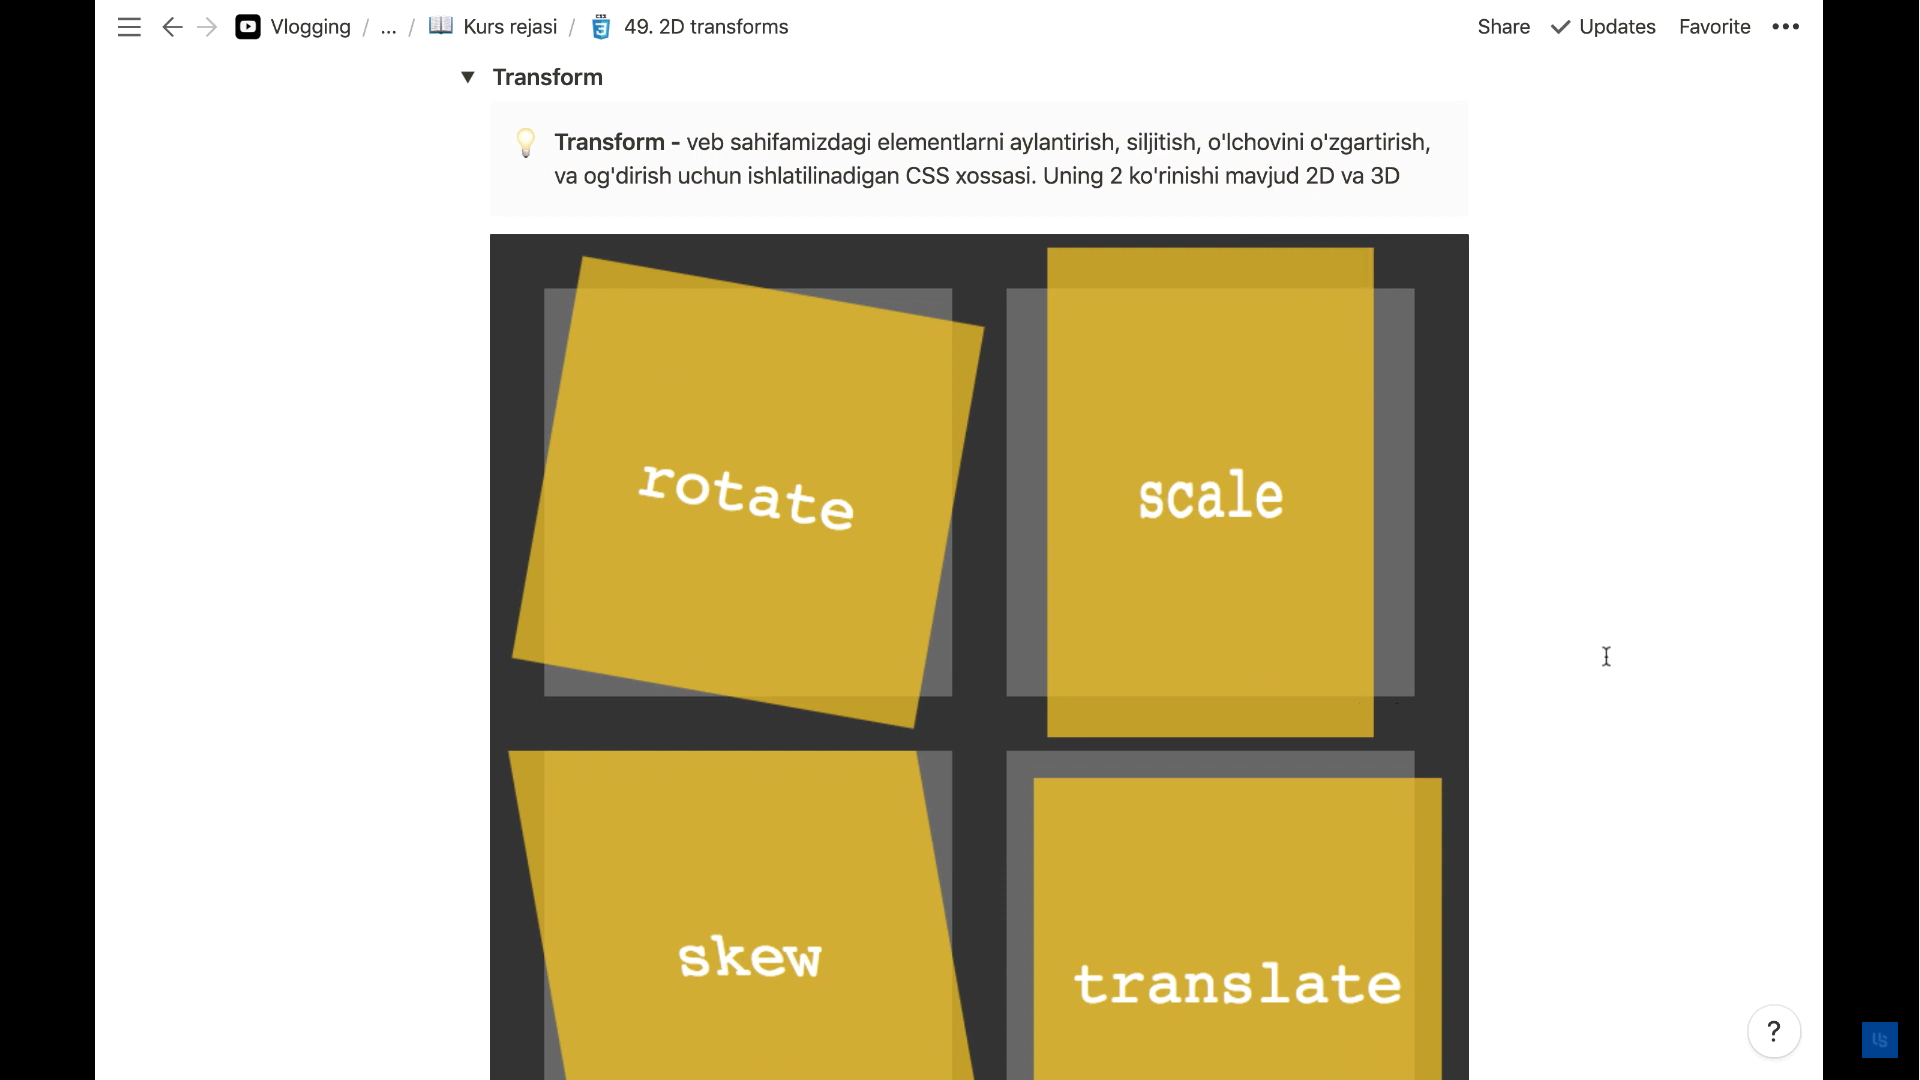 Vlogging / ... / Kurs rejasi / 49. 2D transforms
Share Updates Favorite •••
Transform
Transform - veb sahifamizdagi elementlarni aylantirish, siljitish, o'lchovini o'zgartirish,
va og'dirish uchun ishlatilinadigan CSS xossasi. Uning 2 ko'rinishi mavjud 2D va 3D
rotate
scale
skew
translate
?